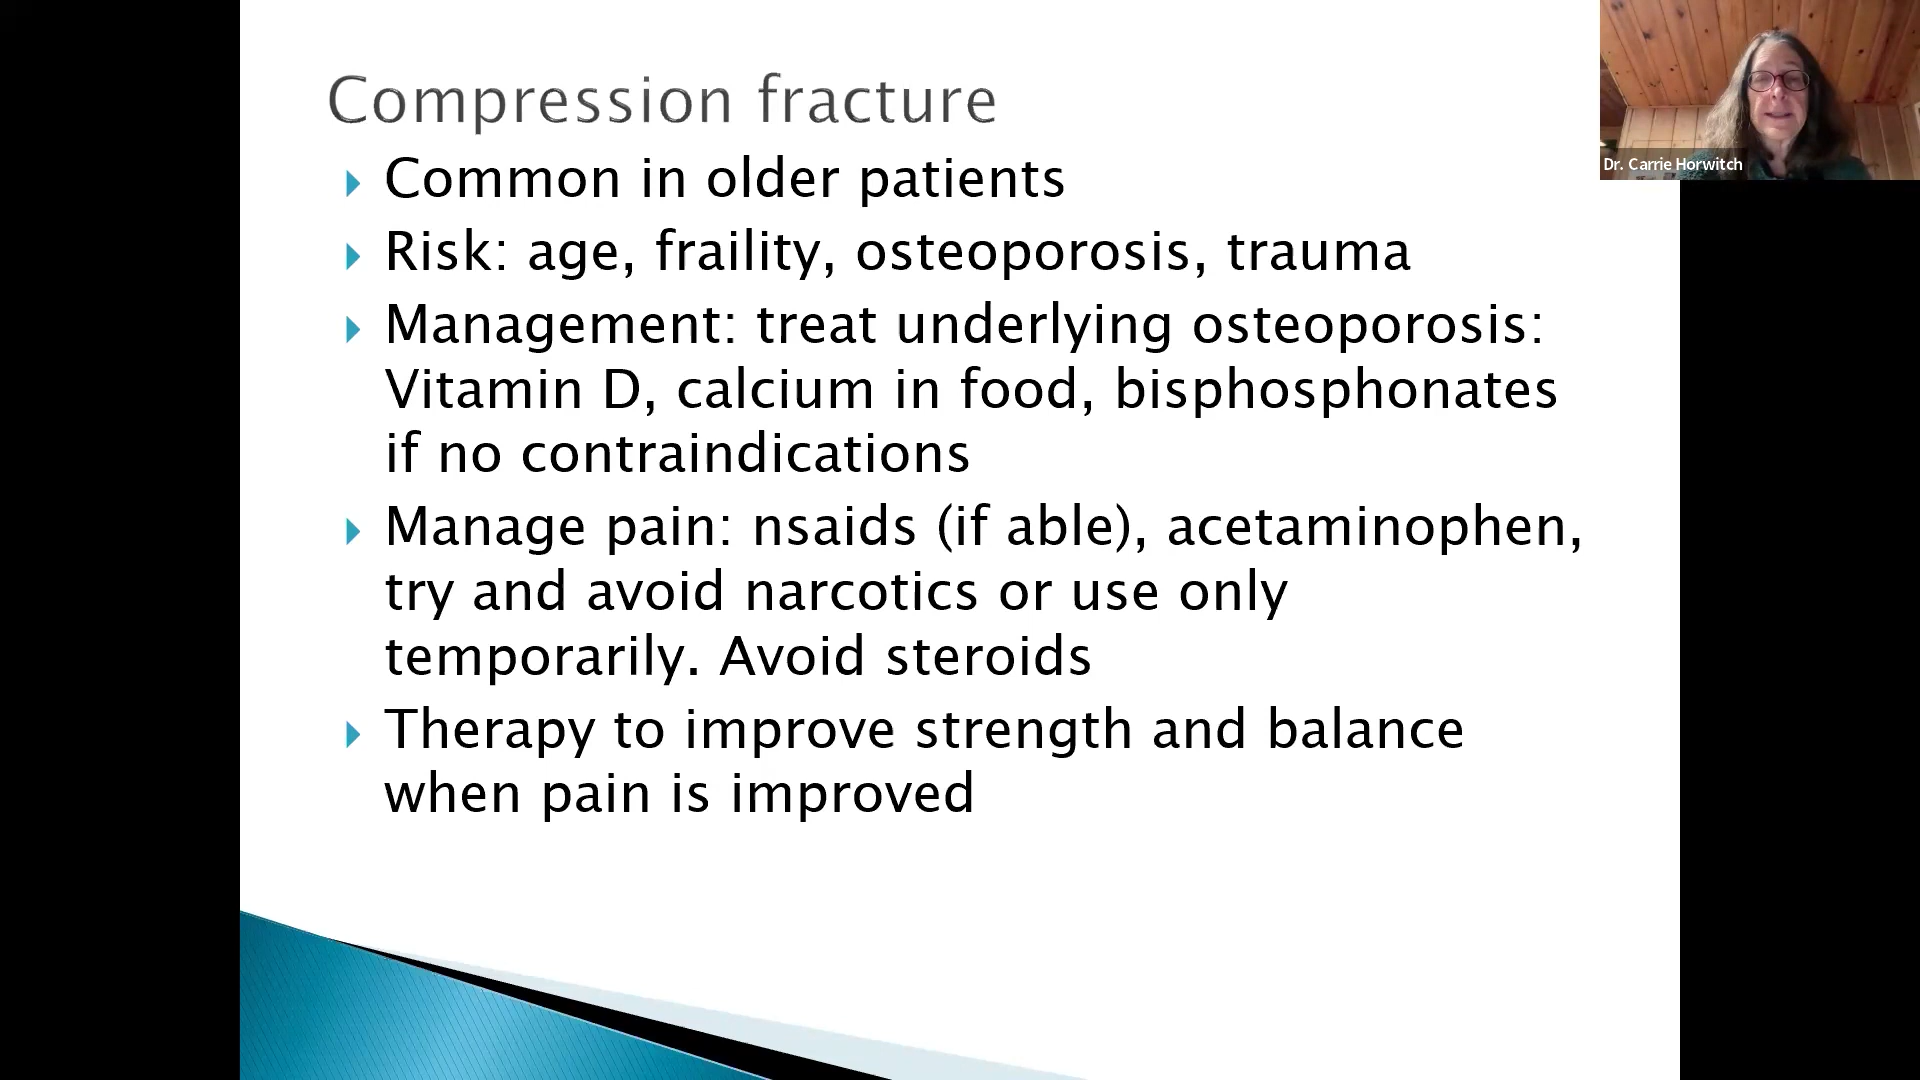 Compression fracture
Common in older patients
Risk: age, fraility, osteoporosis, trauma
Management: treat underlying osteoporosis:
Vitamin D, calcium in food, bisphosphonates
if no contraindications
Manage pain: nsaids (if able), acetaminophen,
try and avoid narcotics or use only
temporarily. Avoid steroids
Therapy to improve strength and balance
when pain is improved
Dr. Carrie Horwitch